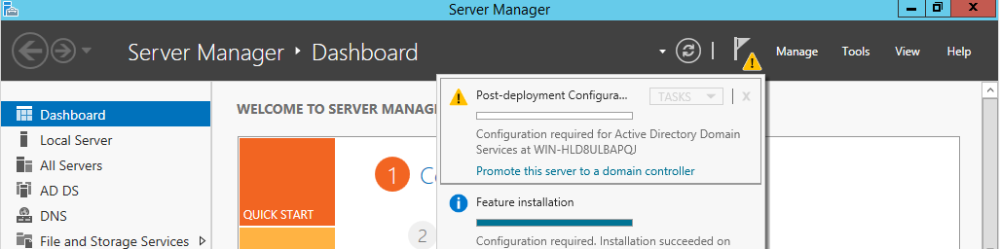 Server Manager
Server Manager ‣ Dashboard
Manage Tools View Help
Dashboard
Local Server
All Servers
AD DS
DNS
File and Storage Services
WELCOME TO SERVER MANAG
QUICK START
1
2
Post-deployment Configura...
TASKS
X
Configuration required for Active Directory Domain
Services at WIN-HLD8ULBAPQJ
Promote this server to a domain controller
Feature installation
Configuration required. Installation succeeded on